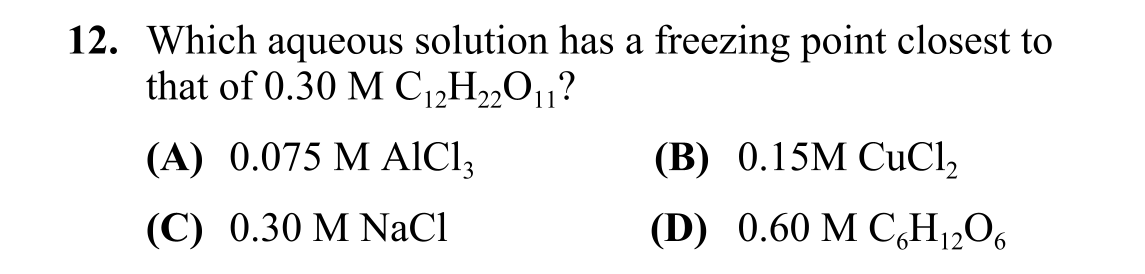 12. Which aqueous solution has a freezing point closest to
that of 0.30 M C₁₂H₂₂O₁₁?
(A) 0.075 M AlCl₃ (B) 0.15M CuCl₂
(C) 0.30 M NaCl (D) 0.60 M C₆H₁₂O₆